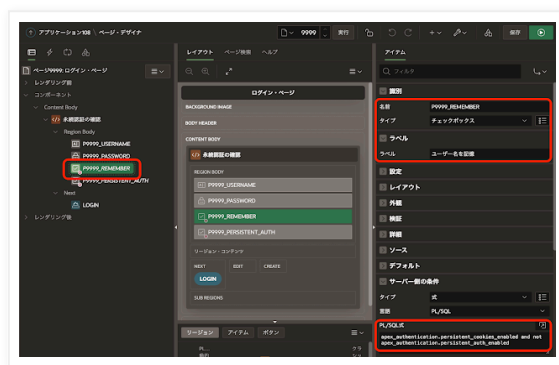 アプリケーション108 \ ページ・デザイナ
9999
実行
保存
ページ9999: ログイン・ページ
レンダリング前
コンポーネント
Content Body
永続認証の確認
Region Body
P9999_USERNAME
P9999_PASSWORD
P9999_REMEMBER
P9999_PERSISTENT_AUTH
Next
LOGIN
レンダリング後
レイアウト ページ検索 ヘルプ
ログイン・ページ
BACKGROUND IMAGE
BODY HEADER
CONTENT BODY
永続認証の確認
REGION BODY
P9999_USERNAME
P9999_PASSWORD
P9999_REMEMBER
P9999_PERSISTENT_AUTH
リージョン・コンテンツ
NEXT EDIT CREATE
LOGIN
SUB REGIONS
リージョン アイテム ボタン
アイテム
フィルタ
識別
名前 P9999_REMEMBER
タイプ チェックボックス
ラベル
ラベル ユーザー名を記憶
設定
レイアウト
外観
検証
詳細
ソース
デフォルト
サーバー側の条件
タイプ 式
言語 PL/SQL
PL/SQL式
apex_authentication.persistent_cookies_enabled and not
apex_authentication.persistent_auth_enabled